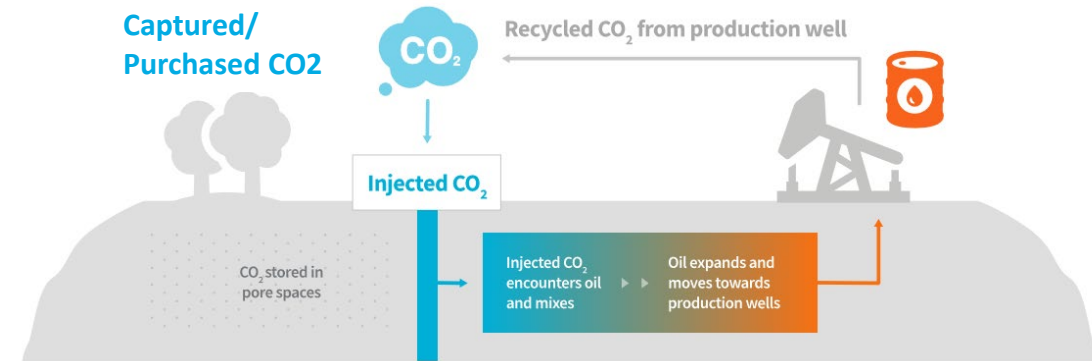 Captured/
Purchased CO2
CO₂
Recycled CO₂ from production well
Injected CO₂
CO₂ stored in
pore spaces
Injected CO₂
encounters oil
and mixes
Oil expands and
moves towards
production wells